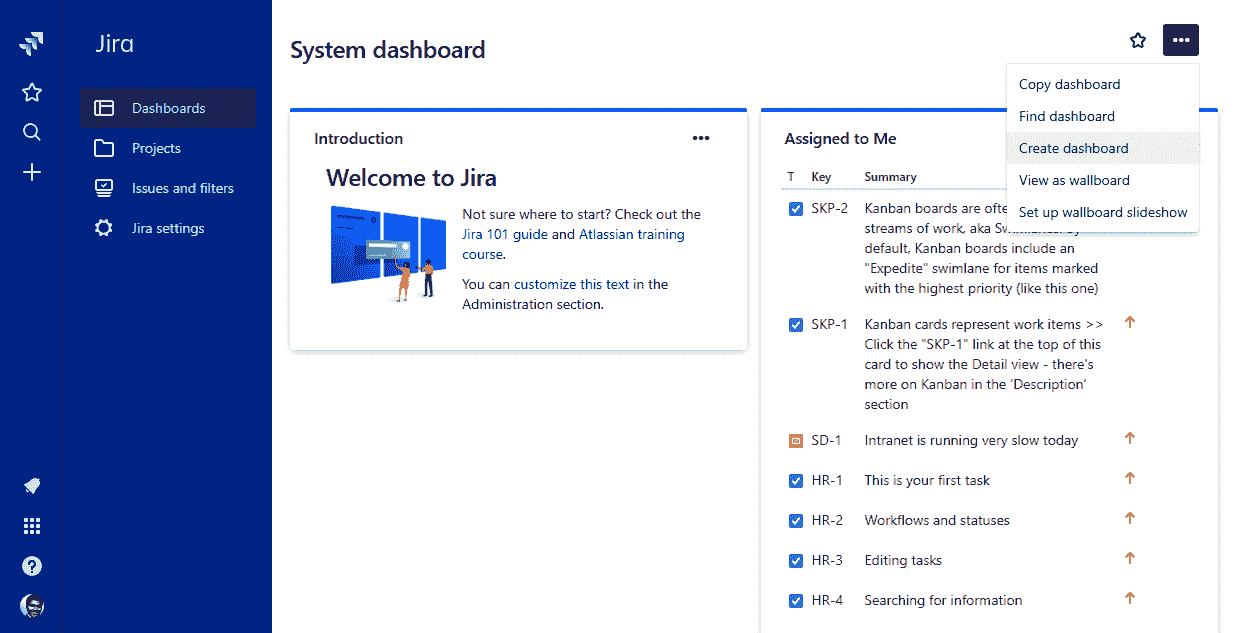 Jira
Dashboards
Projects
Issues and filters
Jira settings
System dashboard
Copy dashboard
Find dashboard
Create dashboard
View as wallboard
Set up wallboard slideshow
Introduction
Welcome to Jira
Not sure where to start? Check out the
Jira 101 guide and Atlassian training
course.
You can customize this text in the
Administration section.
Assigned to Me
T Key Summary
SKP-2 Kanban boards are ofte
streams of work, aka
default, Kanban boards include an
"Expedite" swimlane for items marked
with the highest priority (like this one)
SKP-1 Kanban cards represent work items >>
Click the "SKP-1" link at the top of this
card to show the Detail view - there's
more on Kanban in the 'Description'
section
SD-1 Intranet is running very slow today
HR-1 This is your first task
HR-2 Workflows and statuses
HR-3 Editing tasks
HR-4 Searching for information